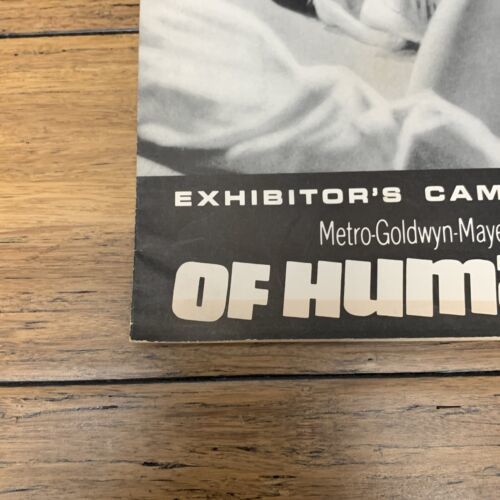 EXHIBITOR'S CAM
Metro-Goldwyn-Maye
OF HUM